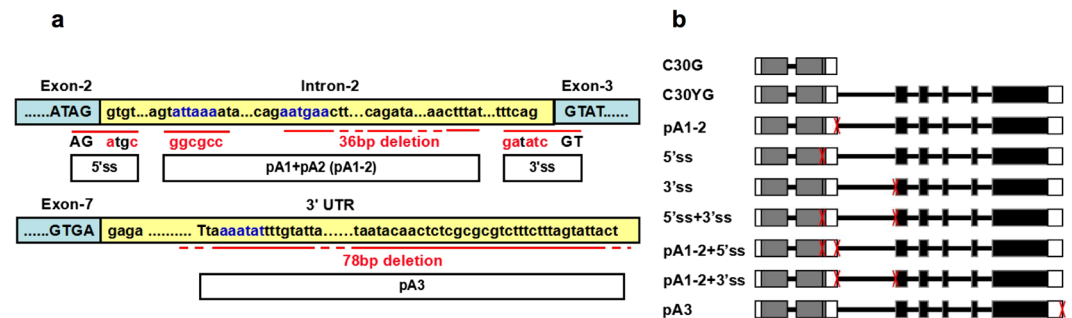 a
Exon-2 Intron-2 Exon-3
......ATAG gtgt...agtattaaaata...cagaatgaactt...cagata...aactttat..tttcag GTAT......
AG atgc ggcgcc 36bp deletion gatatc GT
5'ss pA1+pA2 (pA1-2) 3'ss
Exon-7 3' UTR
......GTGA gaga .......... Ttaaaatattttgtatta......taatacaactctcgcgcgtctttctttagtattact
78bp deletion
pA3
b
C30G
C30YG
pA1-2
5'ss
3'ss
5'ss+3'ss
pA1-2+5'ss
pA1-2+3'ss
pA3